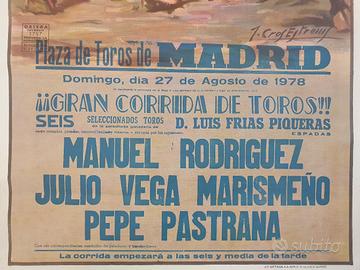 ORTEGA
J. Cros Estrems
Plaza de Toros de MADRID
Domingo, día 27 de Agosto de 1978
¡¡GRAN CORRIDA DE TOROS!!
SEIS SELECCIONADOS TOROS D. LUIS FRIAS PIQUERAS
ESPADAS
MANUEL RODRIGUEZ
JULIO VEGA MARISMEÑO
PEPE PASTRANA
La corrida empezará a las seis y media de la tarde
subito